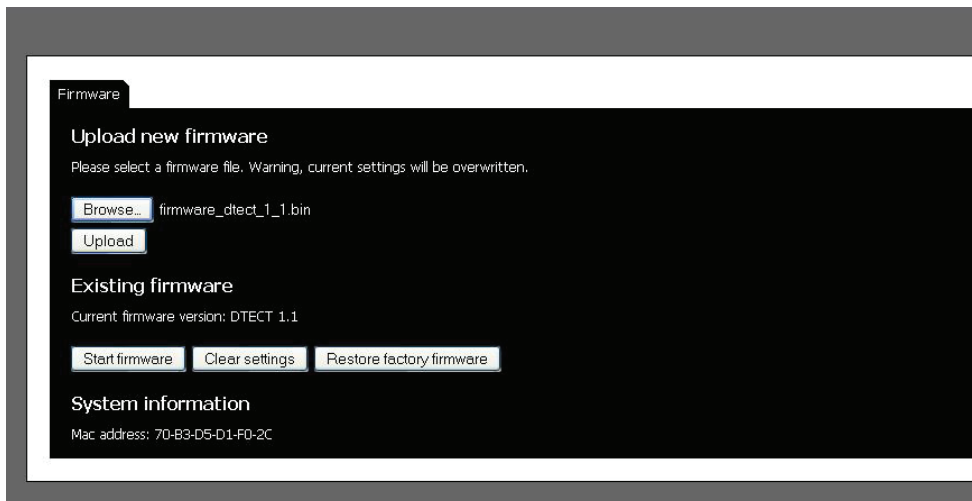 Firmware
Upload new firmware
Please select a firmware file. Warning, current settings will be overwritten.
Browse... firmware_dtect_1_1.bin
Upload
Existing firmware
Current firmware version: DTECT 1.1
Start firmware Clear settings Restore factory firmware
System information
Mac address: 70-B3-D5-D1-F0-2C